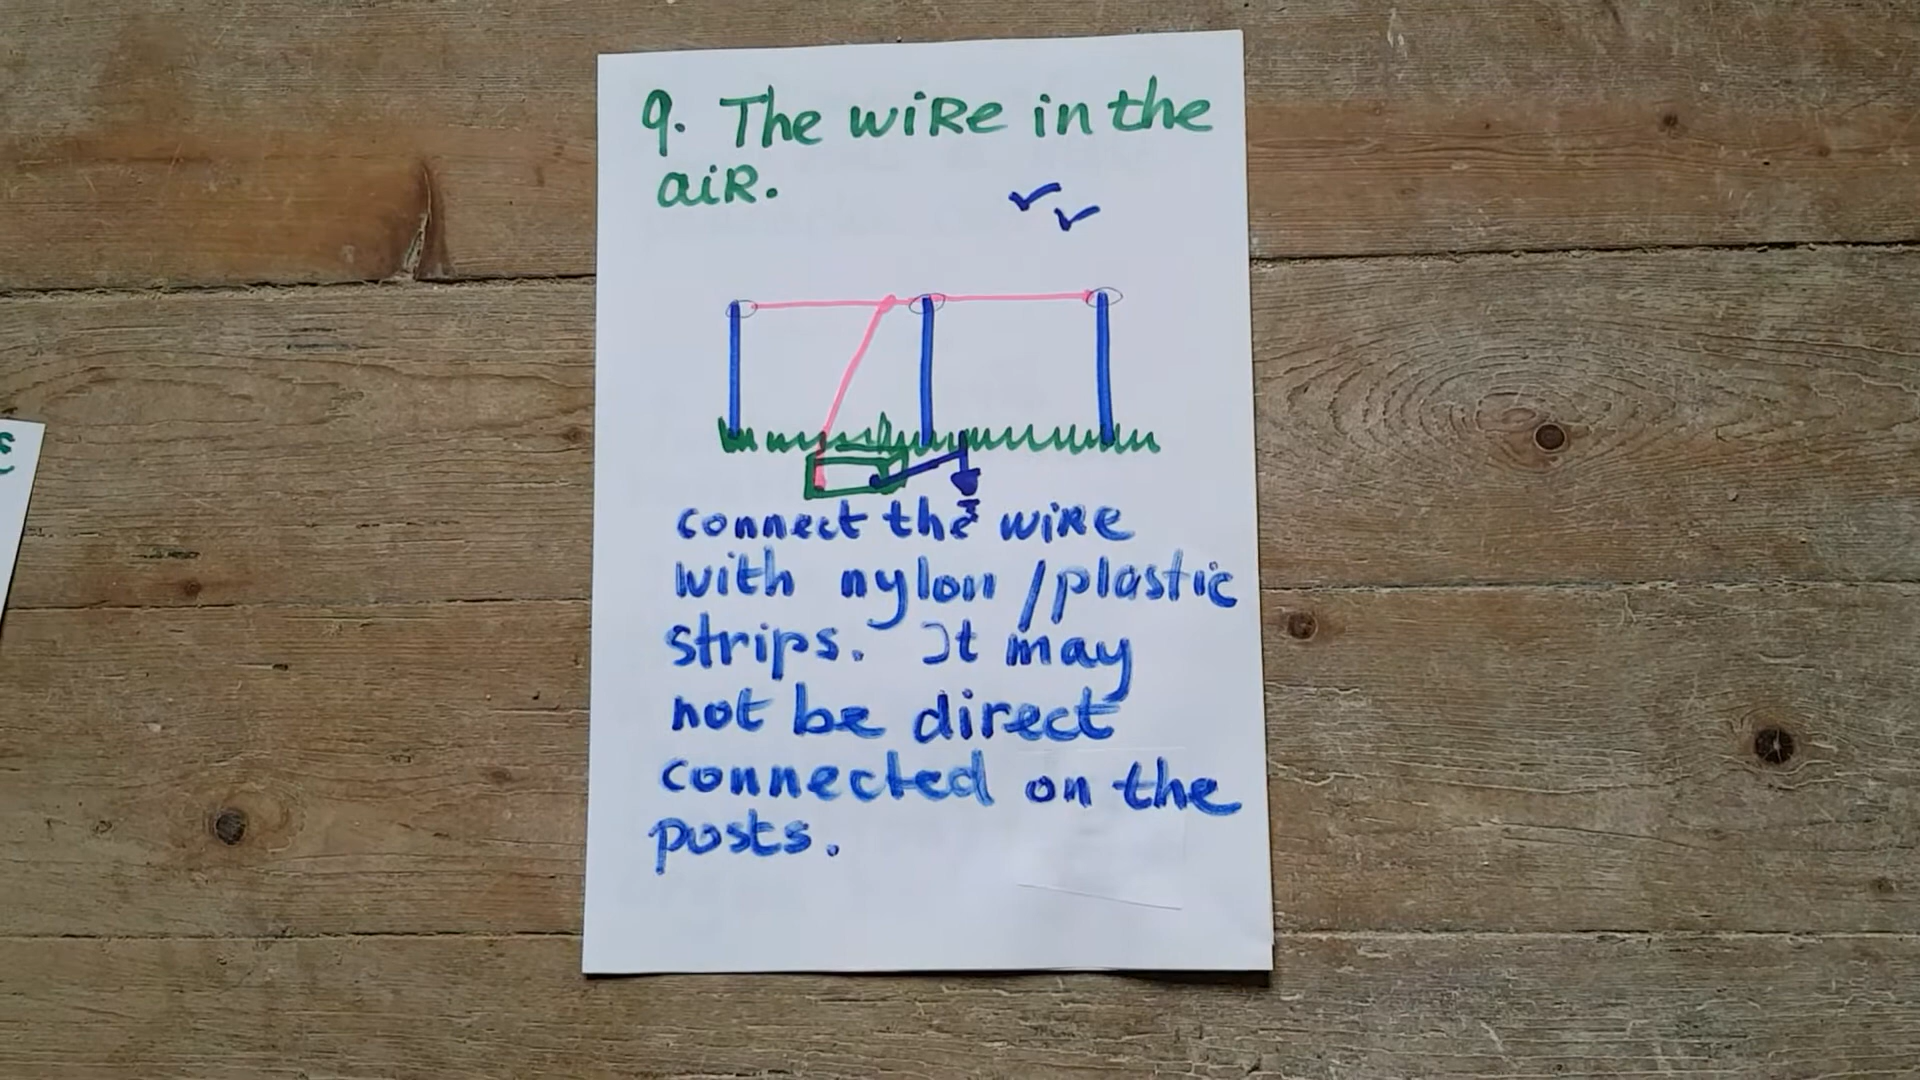 9. The wire in the
air.
connect the wire
with nylon/plastic
strips. It may
not be direct
connected on the
posts.